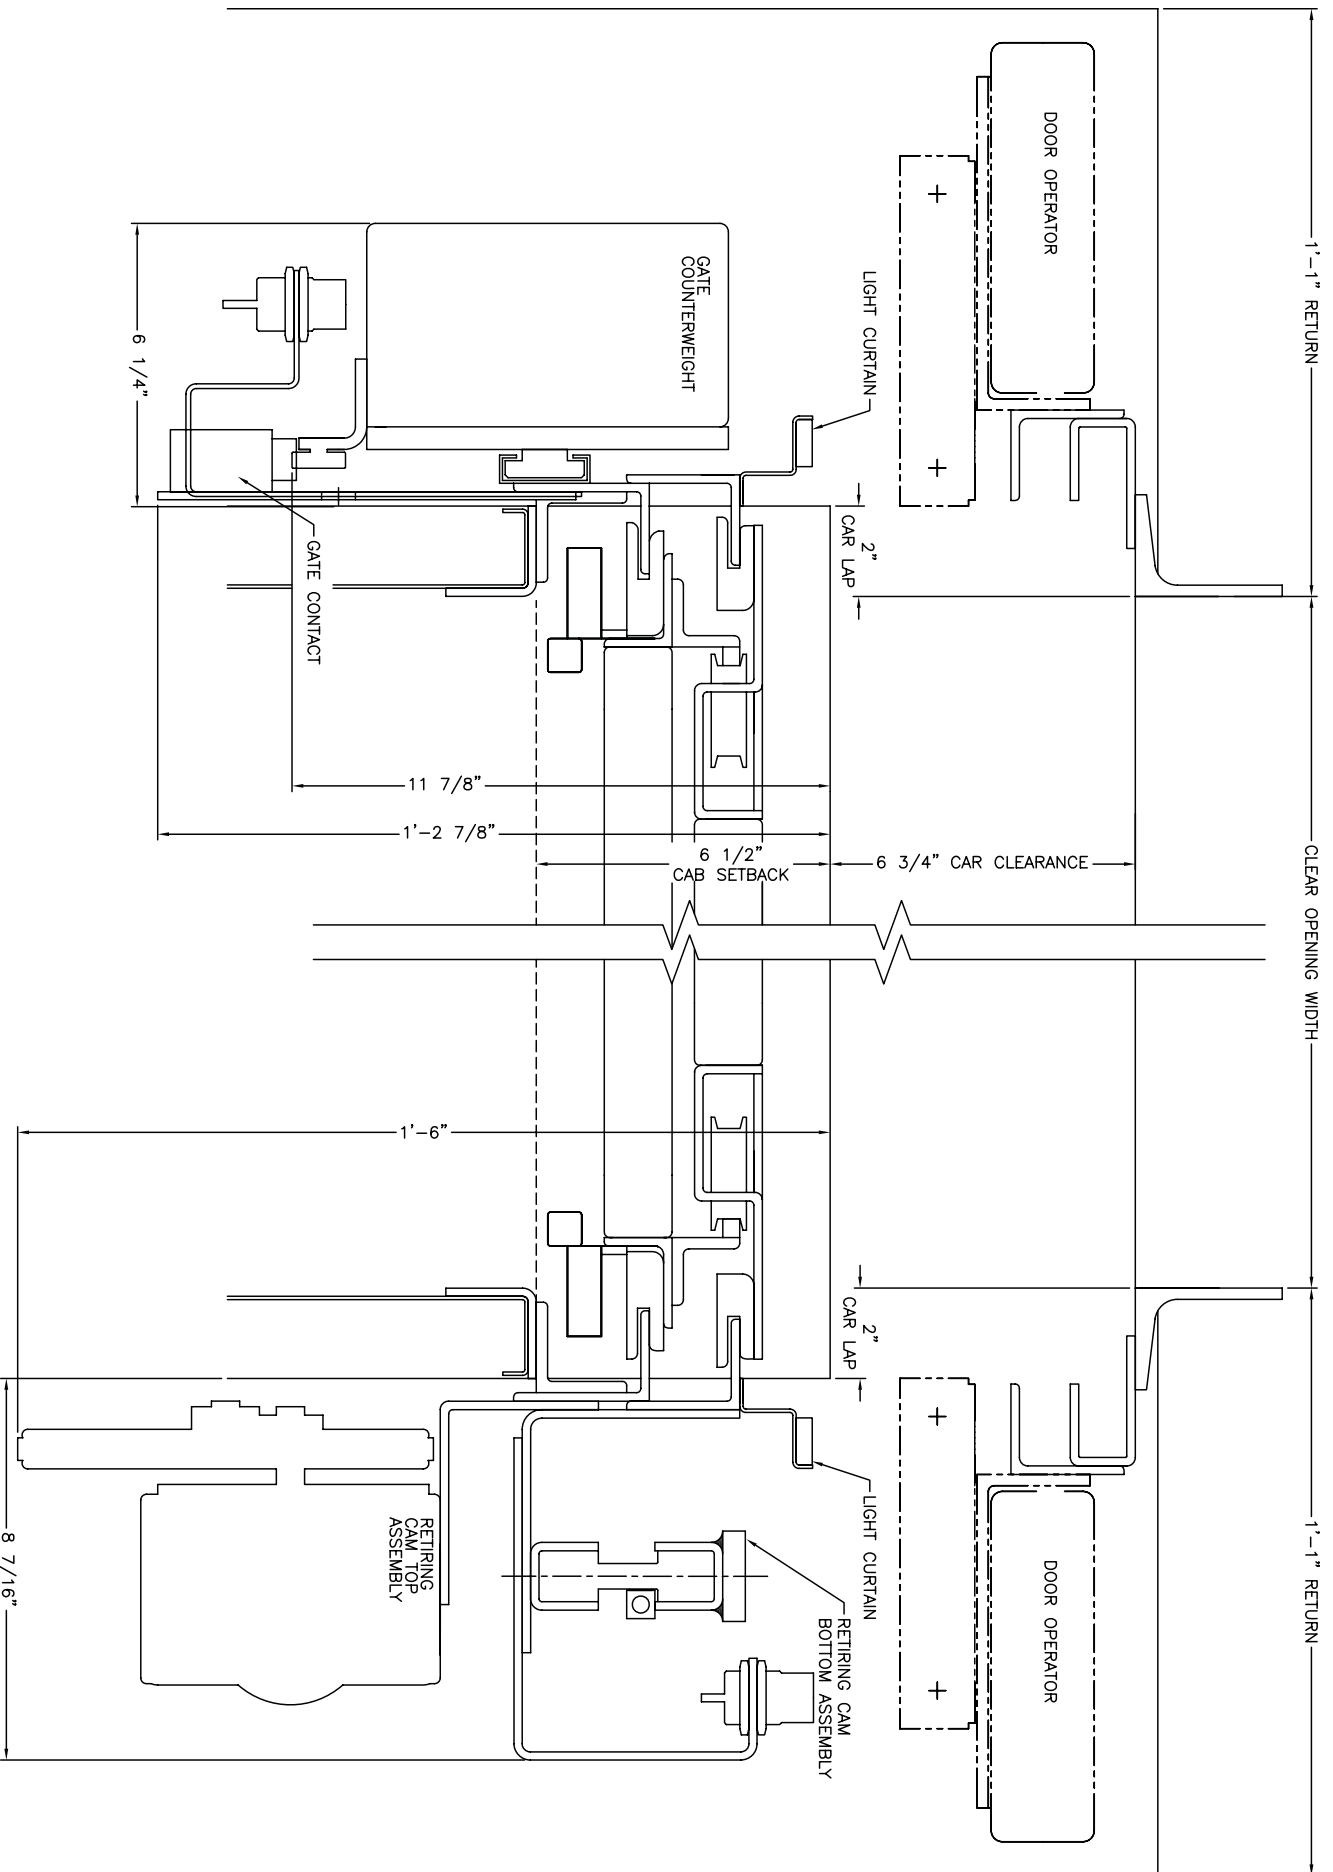 1'-1" RETURN
CLEAR OPENING WIDTH
1'-1" RETURN
DOOR OPERATOR
DOOR OPERATOR
LIGHT CURTAIN
2"
CAR LAP
6 3/4" CAR CLEARANCE
2"
CAR LAP
LIGHT CURTAIN
RETIRING CAM
BOTTOM ASSEMBLY
GATE
COUNTERWEIGHT
6 1/2"
CAB SETBACK
11 7/8"
1'-2 7/8"
1'-6"
RETIRING
CAM TOP
ASSEMBLY
GATE CONTACT
6 1/4"
8 7/16"